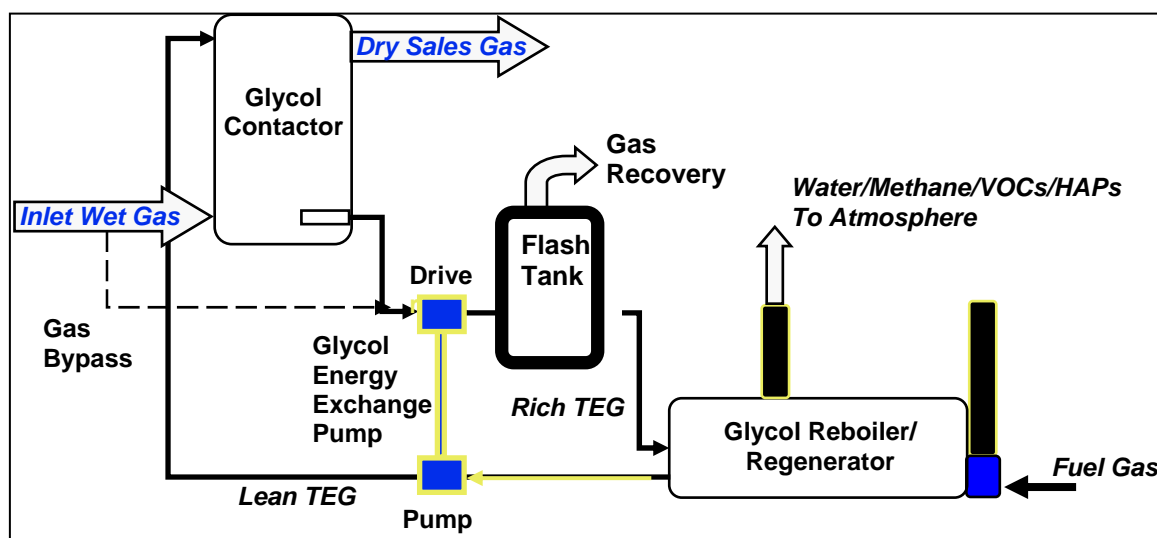 Dry Sales Gas
Glycol
Contactor
Gas
Recovery
Water/Methane/VOCs/HAPs
To Atmosphere
Inlet Wet Gas
Flash
Tank
Drive
Gas
Bypass
Glycol
Energy
Exchange
Pump
Rich TEG
Glycol Reboiler/
Regenerator
Fuel Gas
Lean TEG
Pump